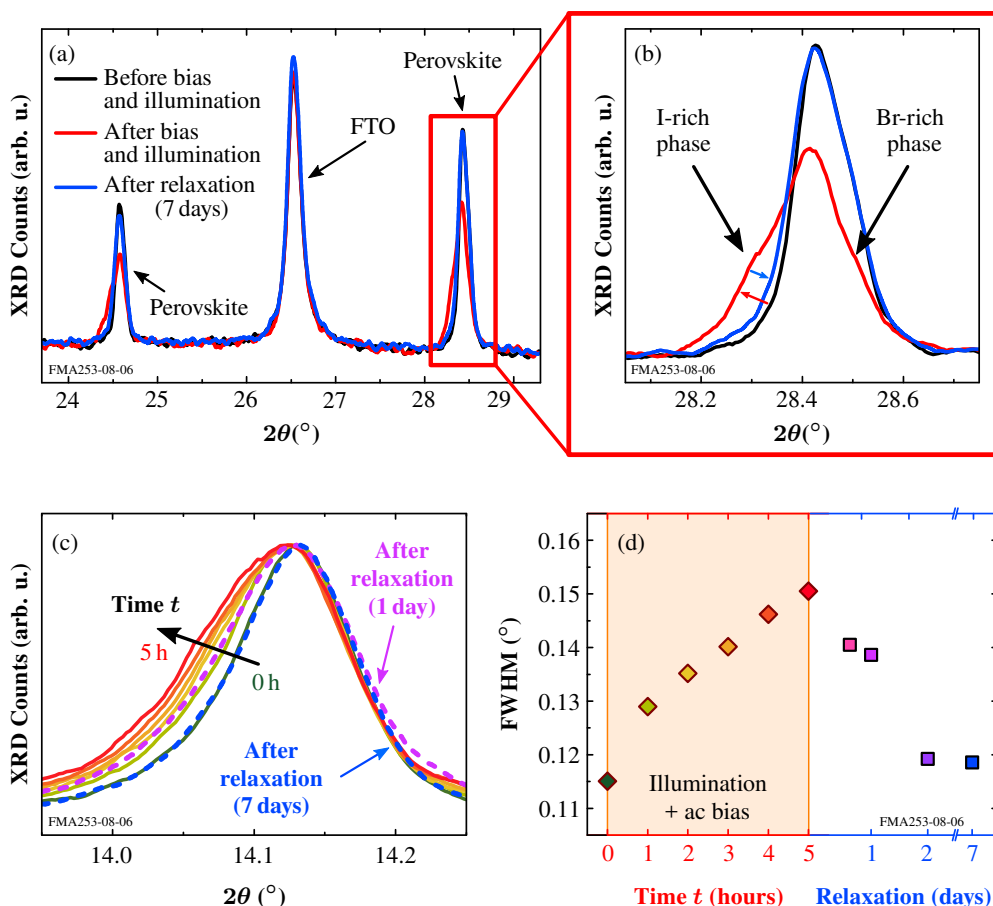 (a)
Before bias
and illumination
After bias
and illumination
After relaxation
(7 days)
Perovskite
FTO
Perovskite
XRD Counts (arb. u.)
FMA253-08-06
24 25 26 27 28 29
2θ(°)
(b)
I-rich
phase
Br-rich
phase
XRD Counts (arb. u.)
FMA253-08-06
28.2 28.4 28.6
2θ(°)
(c)
Time t
5 h
0 h
After
relaxation
(1 day)
After
relaxation
(7 days)
XRD Counts (arb. u.)
FMA253-08-06
14.0 14.1 14.2
2θ (°)
(d)
0.16
0.15
0.14
0.13
0.12
0.11
FWHM (°)
Illumination
+ ac bias
FMA253-08-06
0 1 2 3 4 5 1 2 7
Time t (hours) Relaxation (days)